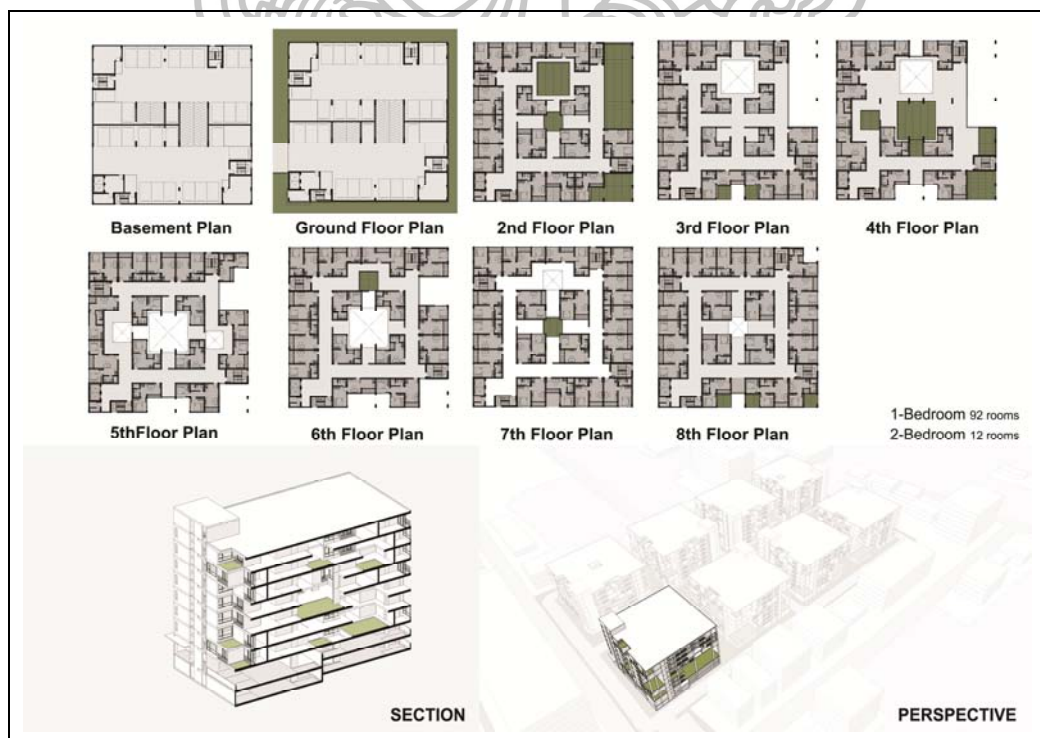 Basement Plan
Ground Floor Plan
2nd Floor Plan
3rd Floor Plan
4th Floor Plan
5thFloor Plan
6th Floor Plan
7th Floor Plan
8th Floor Plan
1-Bedroom 92 rooms
2-Bedroom 12 rooms
SECTION
PERSPECTIVE